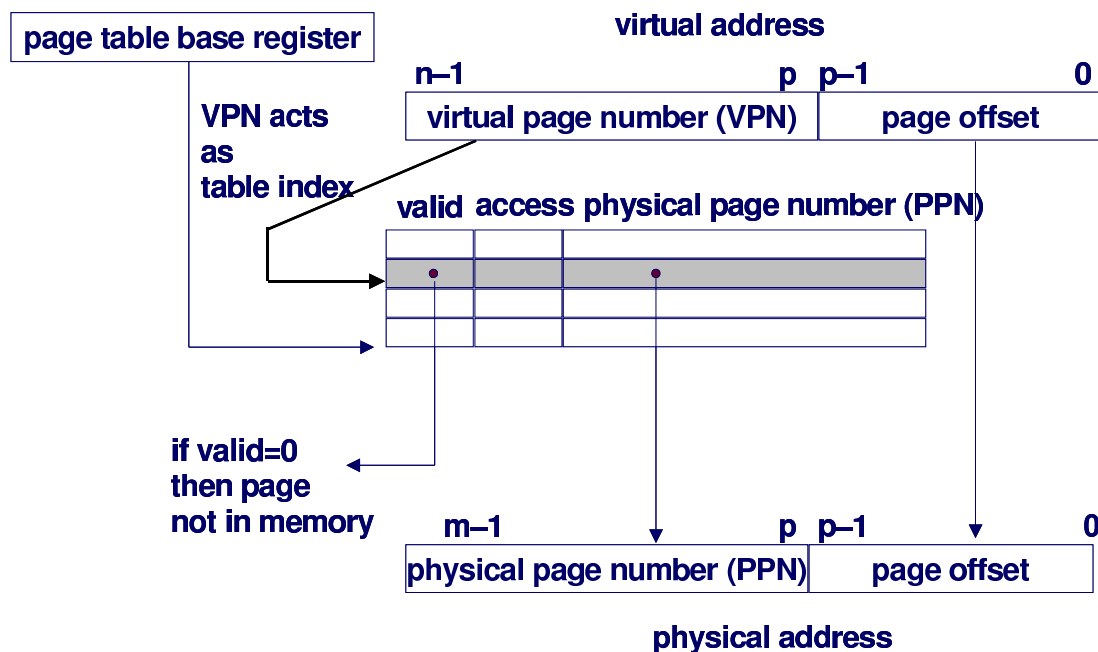 page table base register
virtual address
n–1 p p–1 0
virtual page number (VPN) page offset
VPN acts
as
table index
valid access physical page number (PPN)
if valid=0
then page
not in memory
m–1 p p–1 0
physical page number (PPN) page offset
physical address